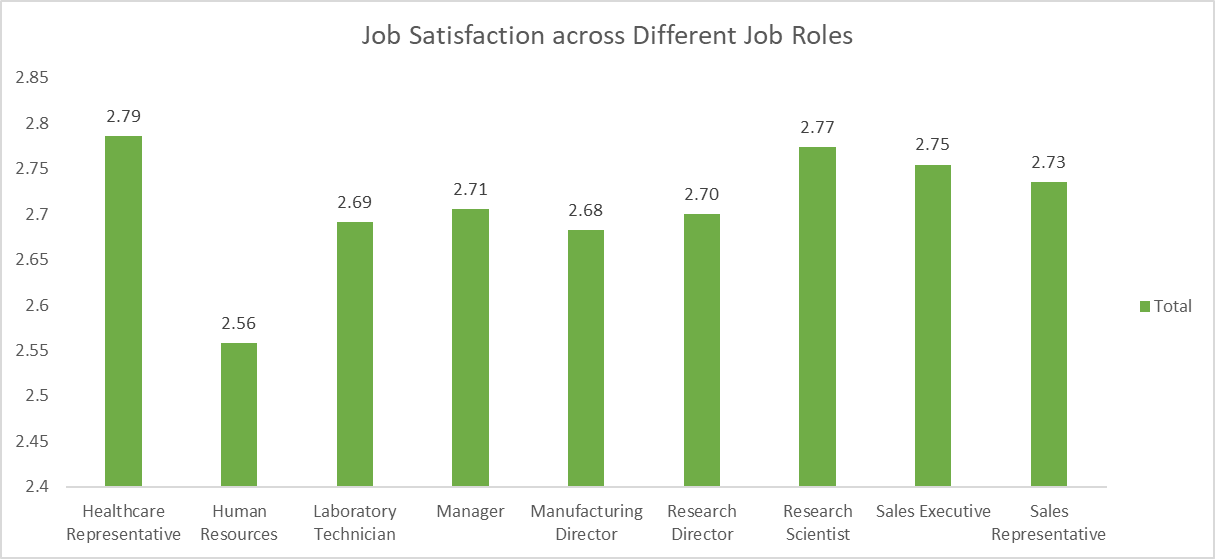 Job Satisfaction across Different Job Roles
2.85
2.8
2.75
2.7
2.65
2.6
2.55
2.5
2.45
2.4
2.79
2.56
2.69
2.71
2.68
2.70
2.77
2.75
2.73
Healthcare
Representative
Human
Resources
Laboratory
Technician
Manager
Manufacturing
Director
Research
Director
Research
Scientist
Sales Executive
Sales
Representative
Total